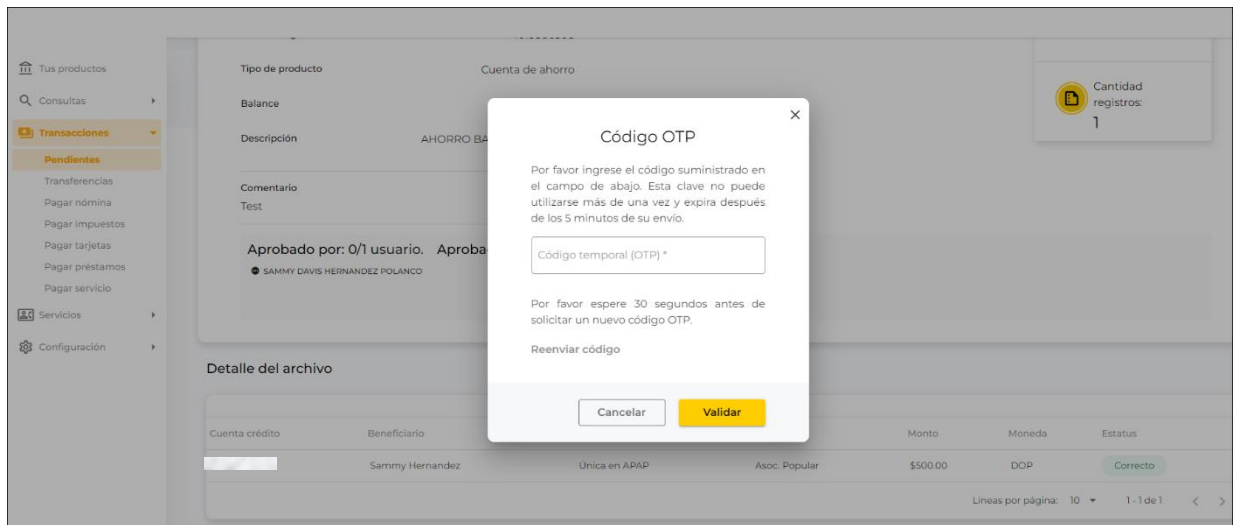 Tus productos
Consultas
Transacciones
Pendientes
Transferencias
Pagar nómina
Pagar impuestos
Pagar tarjetas
Pagar préstamos
Pagar servicio
Servicios
Configuración
Tipo de producto Cuenta de ahorro
Balance
Descripción AHORRO BA
Comentario
Test
Aprobado por: 0/1 usuario. Aproba
SAMMY DAVIS HERNANDEZ POLANCO
Cantidad
registros:
1
Código OTP
Por favor ingrese el código suministrado en
el campo de abajo. Esta clave no puede
utilizarse más de una vez y expira después
de los 5 minutos de su envío.
Código temporal (OTP) *
Por favor espere 30 segundos antes de
solicitar un nuevo código OTP.
Reenviar código
Cancelar Validar
Detalle del archivo
Cuenta crédito Beneficiario Monto Moneda Estatus
Sammy Hernandez Única en APAP Asoc. Popular $500.00 DOP Correcto
Líneas por página: 10 1 - 1 de 1